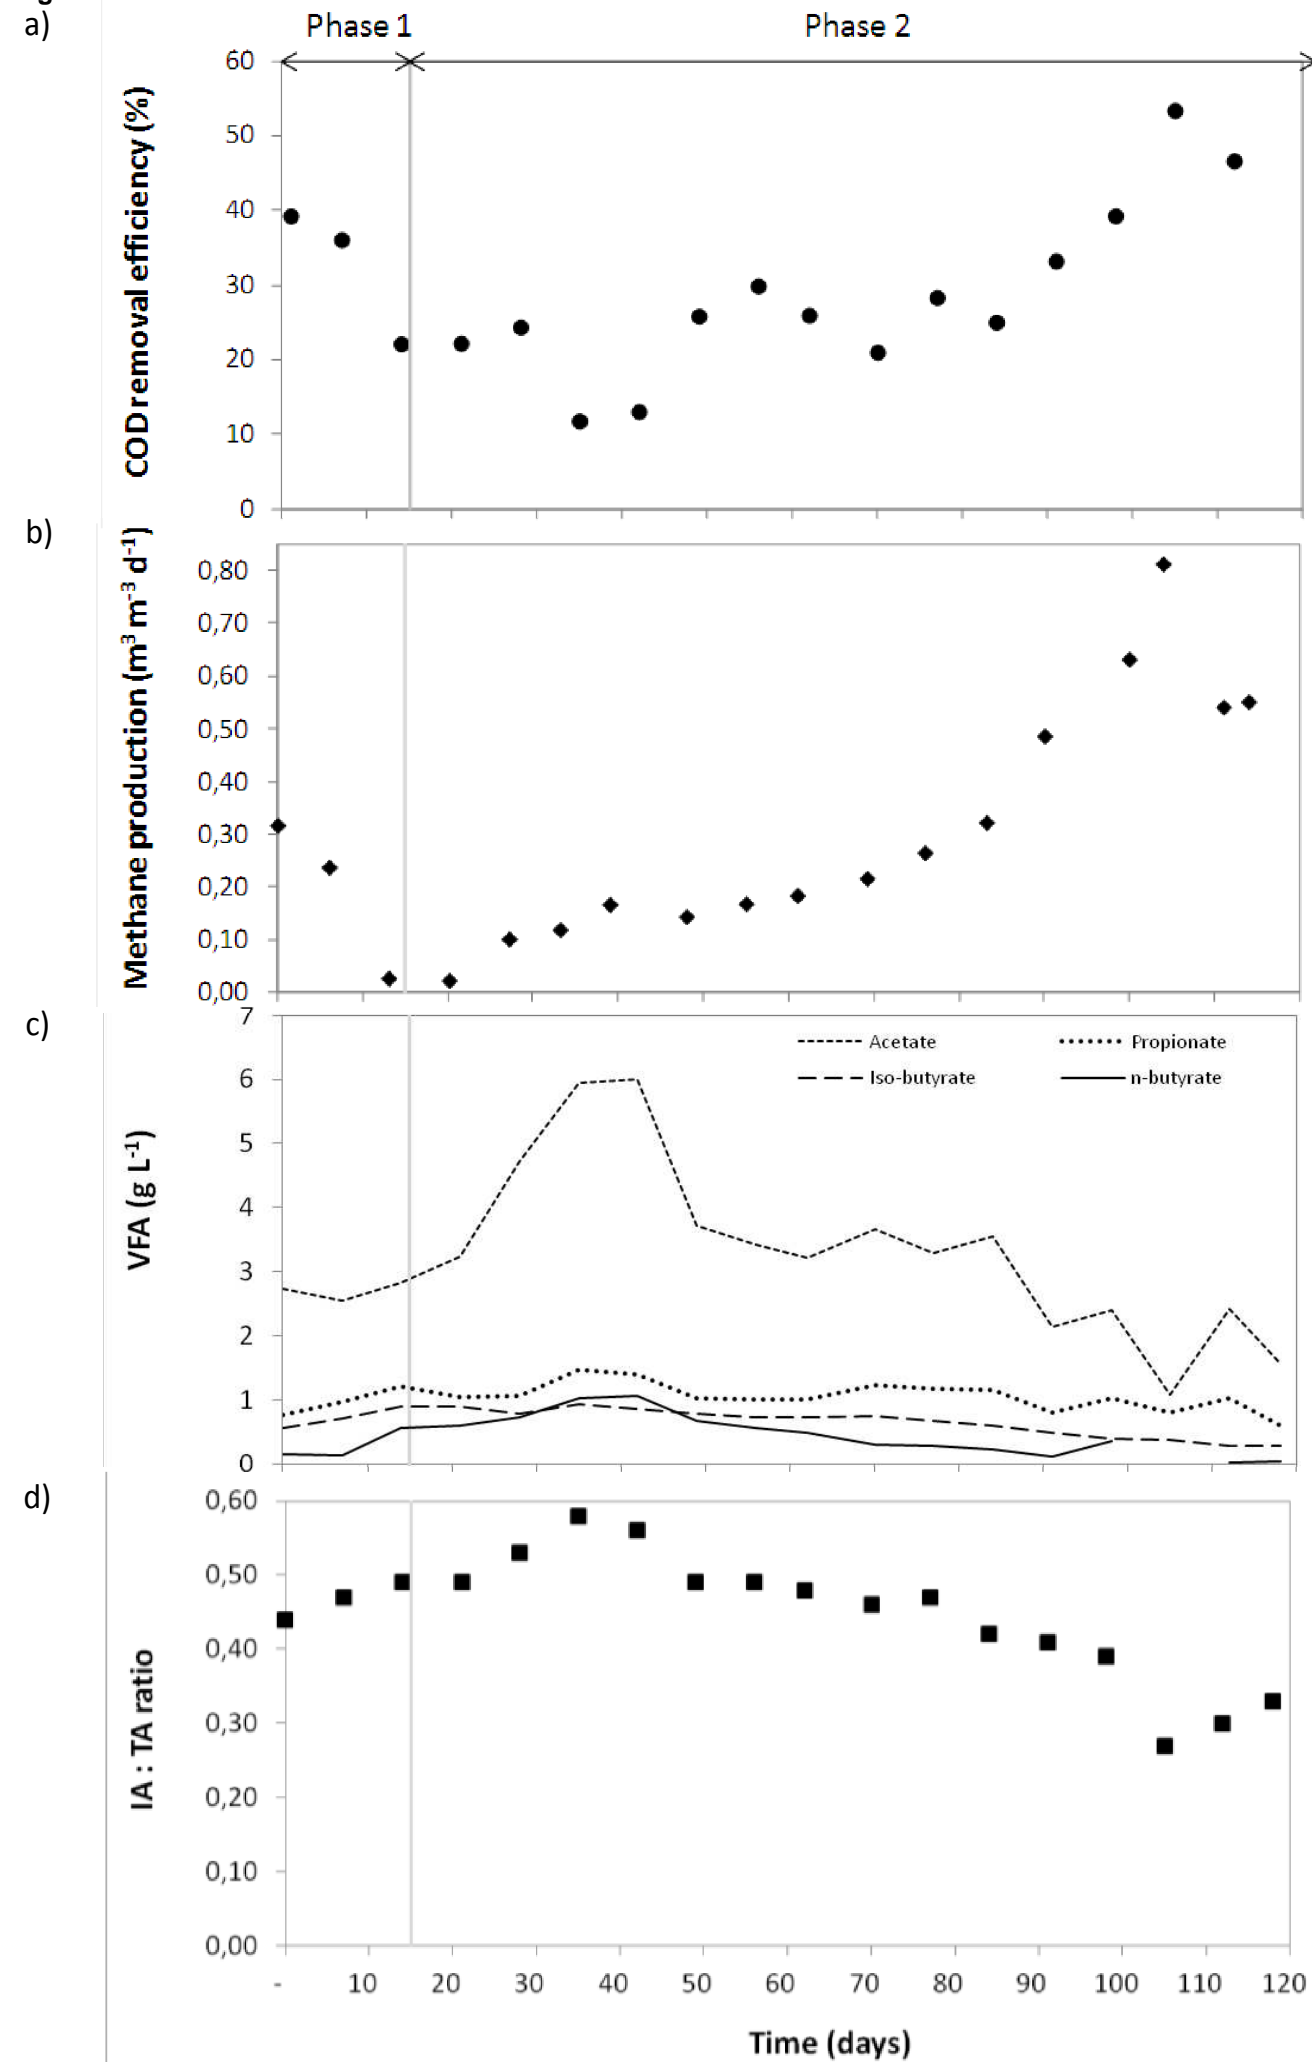 a)
Phase 1
Phase 2
COD removal efficiency (%)
60
50
40
30
20
10
0
b)
Methane production (m³ m⁻³ d⁻¹)
0,80
0,70
0,60
0,50
0,40
0,30
0,20
0,10
0,00
c)
VFA (g L⁻¹)
7
6
5
4
3
2
1
0
Acetate
Propionate
Iso-butyrate
n-butyrate
d)
IA : TA ratio
0,60
0,50
0,40
0,30
0,20
0,10
0,00
- 10 20 30 40 50 60 70 80 90 100 110 120
Time (days)